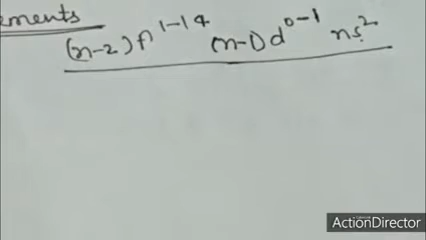 ements
(n-2) f¹⁻¹⁴ (n-1) d⁰⁻¹ ns²
ActionDirector